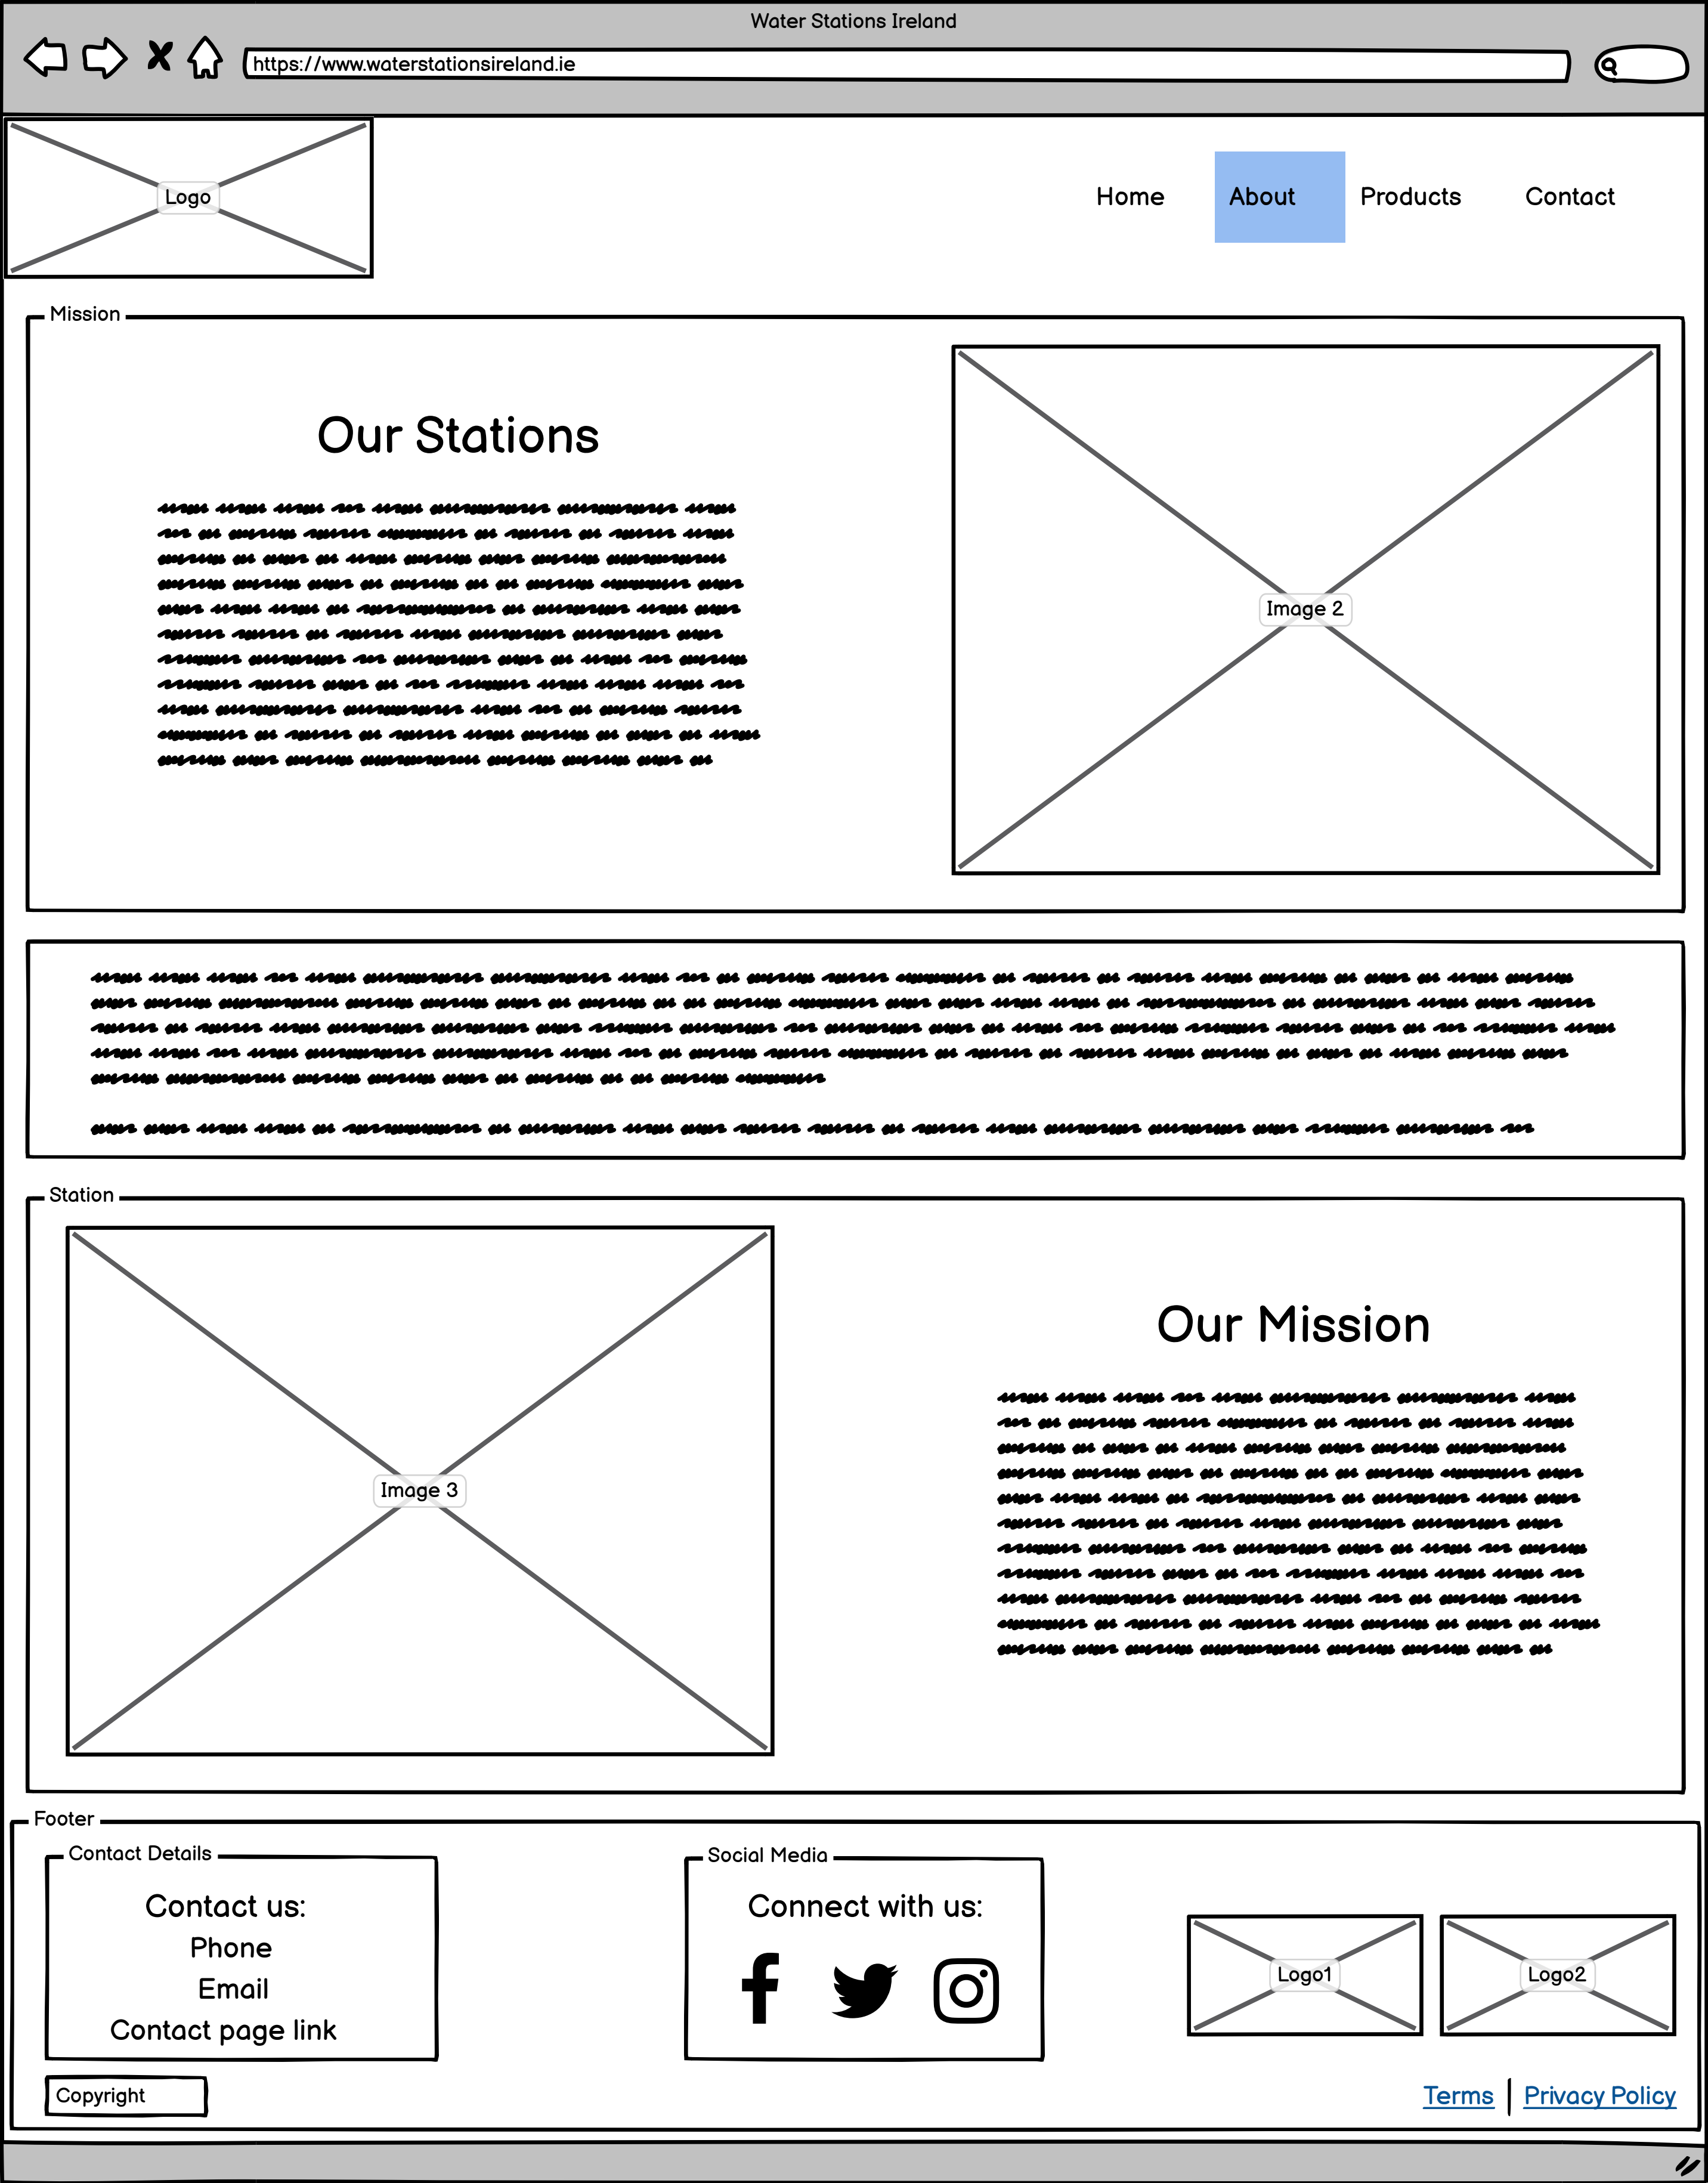 Water Stations Ireland
https://www.waterstationsireland.ie
Logo
Home About Products Contact
Mission
Our Stations
Image 2
Station
Image 3
Our Mission
Footer
Contact Details
Contact us:
Phone
Email
Contact page link
Social Media
Connect with us:
Logo1
Logo2
Copyright
Terms | Privacy Policy